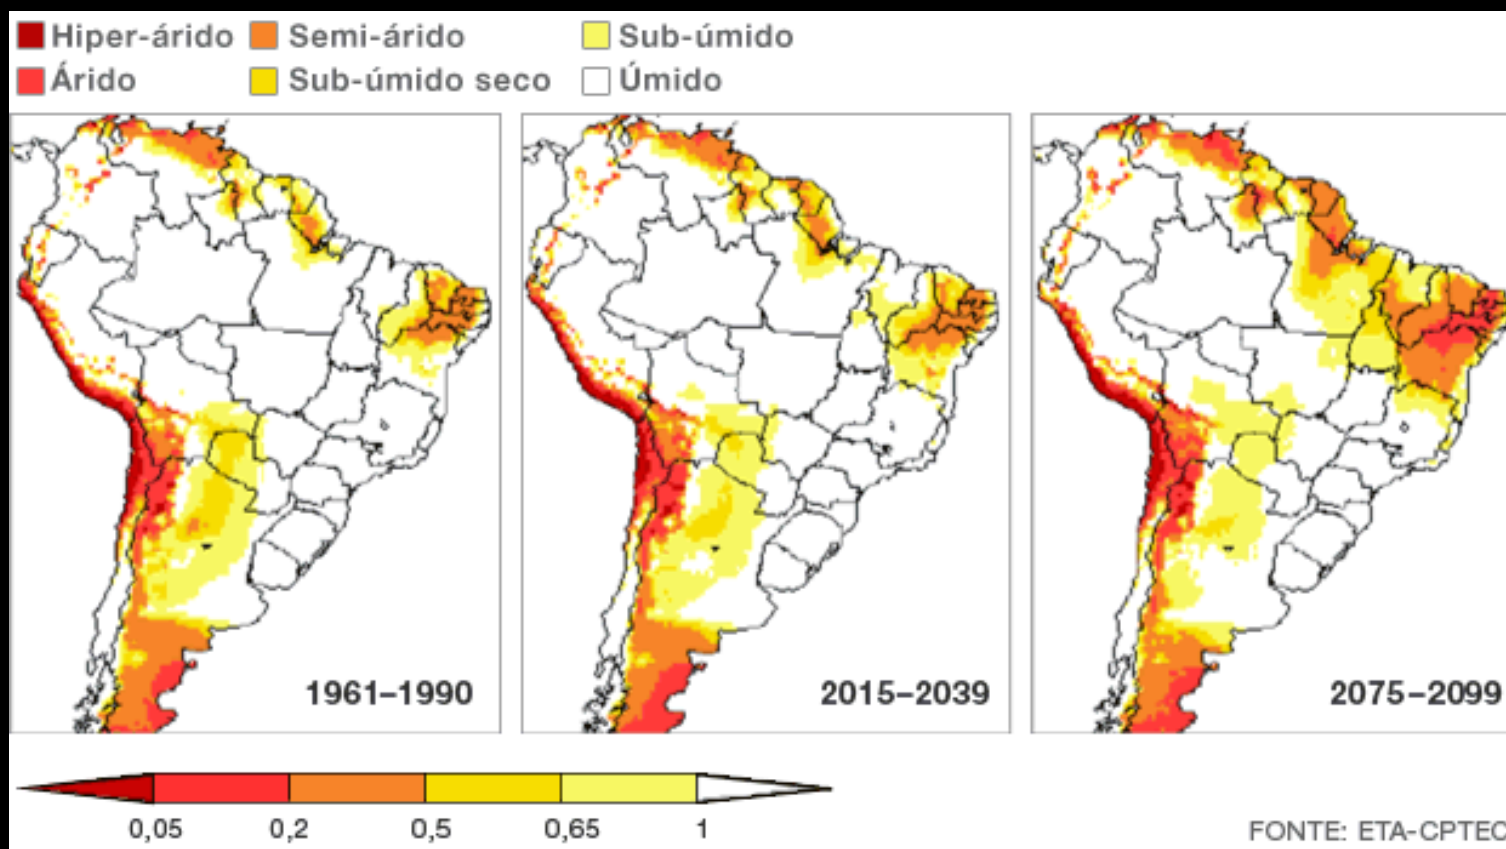 Hiper-árido Semi-árido Sub-úmido
Árido Sub-úmido seco Úmido
1961–1990 2015–2039 2075–2099
0,05 0,2 0,5 0,65 1
FONTE: ETA-CPTEC